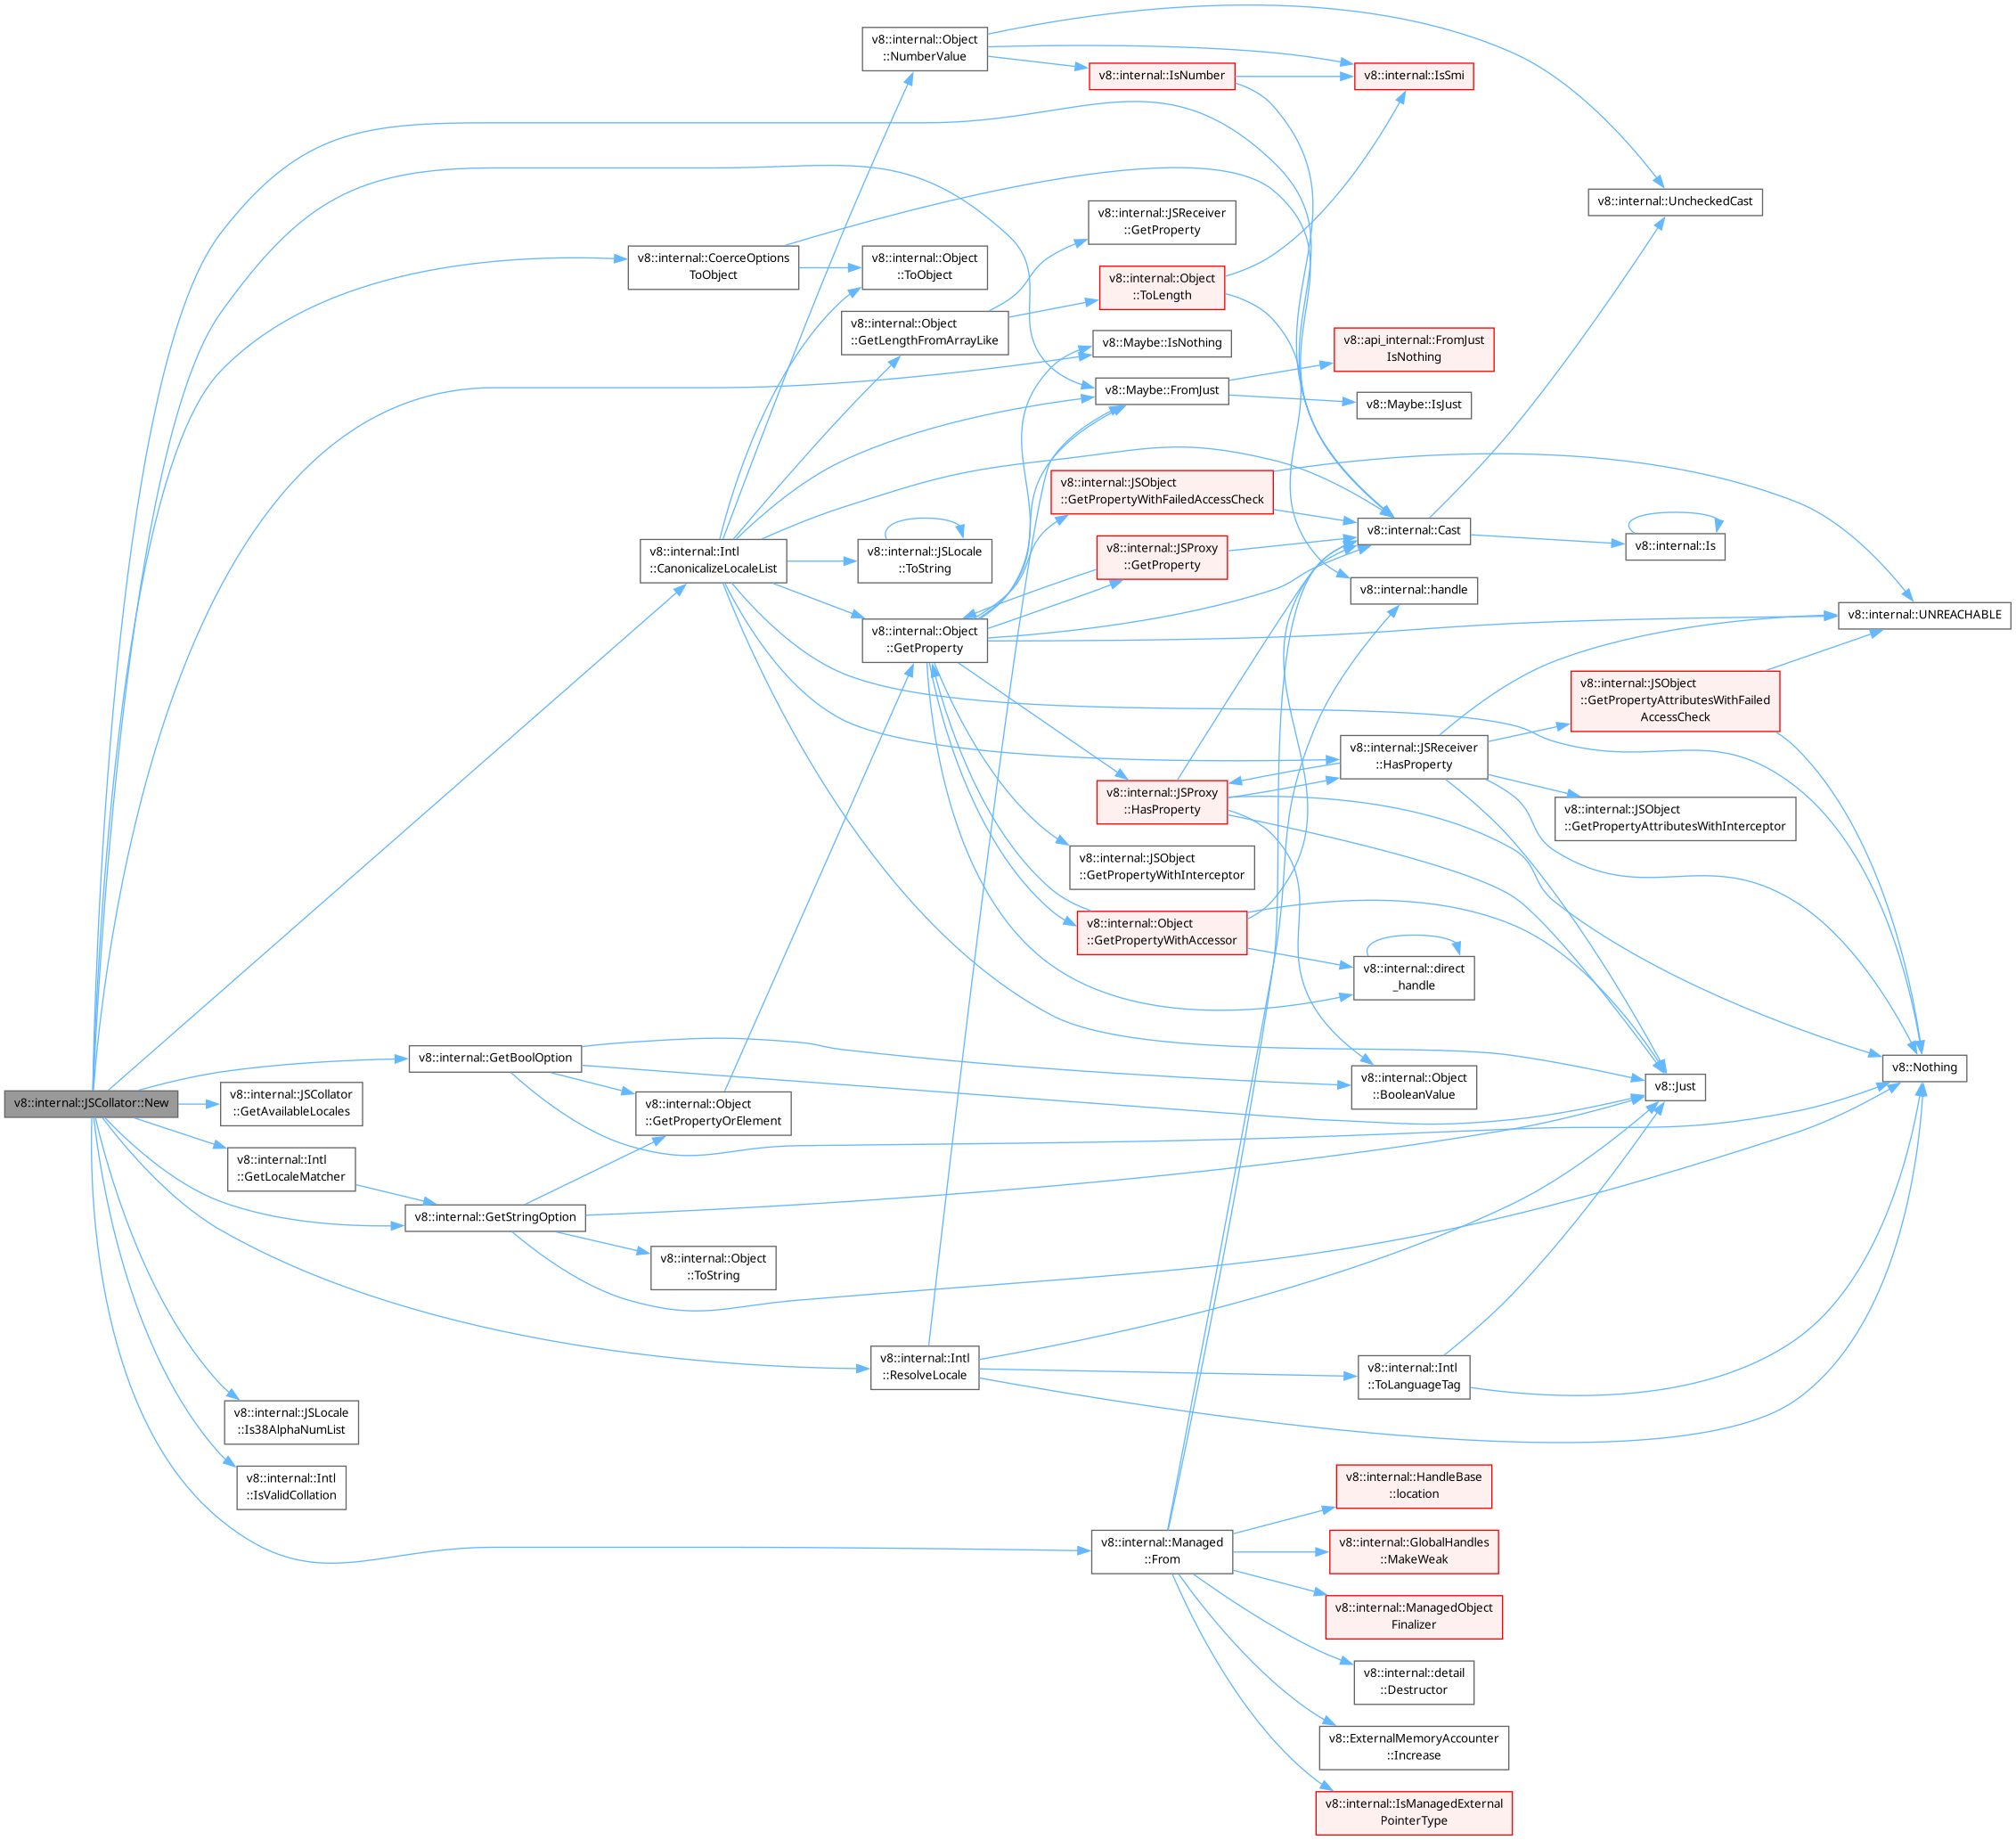 v8::internal::Object
::NumberValue
v8::internal::IsNumber
v8::internal::IsSmi
v8::internal::UncheckedCast
v8::internal::JSReceiver
::GetProperty
v8::internal::CoerceOptions
ToObject
v8::internal::Object
::ToObject
v8::internal::Object
::ToLength
v8::internal::Object
::GetLengthFromArrayLike
v8::Maybe::IsNothing
v8::api_internal::FromJust
IsNothing
v8::Maybe::FromJust
v8::Maybe::IsJust
v8::internal::JSObject
::GetPropertyWithFailedAccessCheck
v8::internal::Cast
v8::internal::Is
v8::internal::Intl
::CanonicalizeLocaleList
v8::internal::JSLocale
::ToString
v8::internal::JSProxy
::GetProperty
v8::internal::handle
v8::internal::UNREACHABLE
v8::internal::Object
::GetProperty
v8::internal::JSObject
::GetPropertyAttributesWithFailed
AccessCheck
v8::internal::JSReceiver
::HasProperty
v8::internal::JSProxy
::HasProperty
v8::internal::JSObject
::GetPropertyAttributesWithInterceptor
v8::internal::JSObject
::GetPropertyWithInterceptor
v8::internal::Object
::GetPropertyWithAccessor
v8::internal::direct
_handle
v8::internal::GetBoolOption
v8::Nothing
v8::internal::Object
::BooleanValue
v8::Just
v8::internal::JSCollator::New
v8::internal::JSCollator
::GetAvailableLocales
v8::internal::Object
::GetPropertyOrElement
v8::internal::Intl
::GetLocaleMatcher
v8::internal::GetStringOption
v8::internal::Object
::ToString
v8::internal::Intl
::ResolveLocale
v8::internal::Intl
::ToLanguageTag
v8::internal::JSLocale
::Is38AlphaNumList
v8::internal::Intl
::IsValidCollation
v8::internal::HandleBase
::location
v8::internal::Managed
::From
v8::internal::GlobalHandles
::MakeWeak
v8::internal::ManagedObject
Finalizer
v8::internal::detail
::Destructor
v8::ExternalMemoryAccounter
::Increase
v8::internal::IsManagedExternal
PointerType